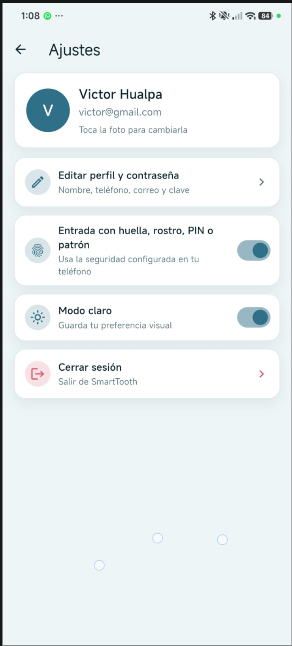 1:08
84
Ajustes
V
Victor Hualpa
victor@gmail.com
Toca la foto para cambiarla
Editar perfil y contraseña
Nombre, teléfono, correo y clave
Entrada con huella, rostro, PIN o
patrón
Usa la seguridad configurada en tu
teléfono
Modo claro
Guarda tu preferencia visual
Cerrar sesión
Salir de SmartTooth